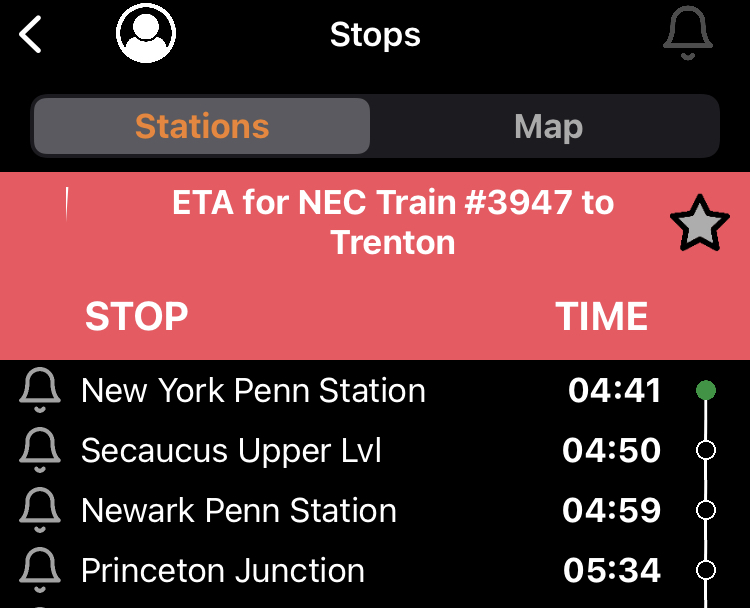 Stops
Stations Map
ETA for NEC Train #3947 to
Trenton
STOP TIME
New York Penn Station 04:41
Secaucus Upper Lvl 04:50
Newark Penn Station 04:59
Princeton Junction 05:34